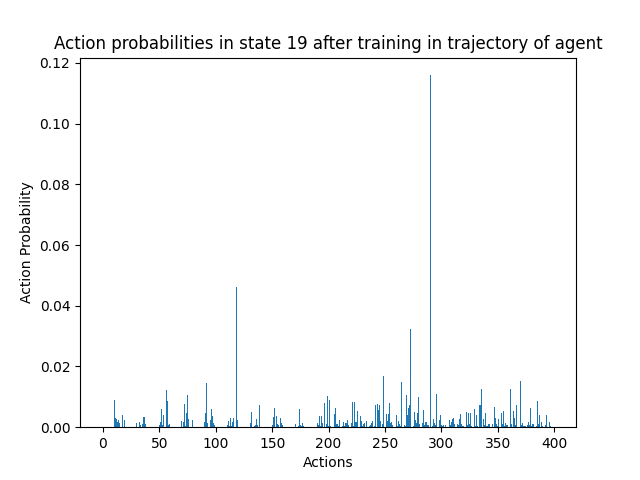 Action probabilities in state 19 after training in trajectory of agent
0.12
0.10
0.08
0.06
0.04
0.02
0.00
Action Probability
0 50 100 150 200 250 300 350 400
Actions